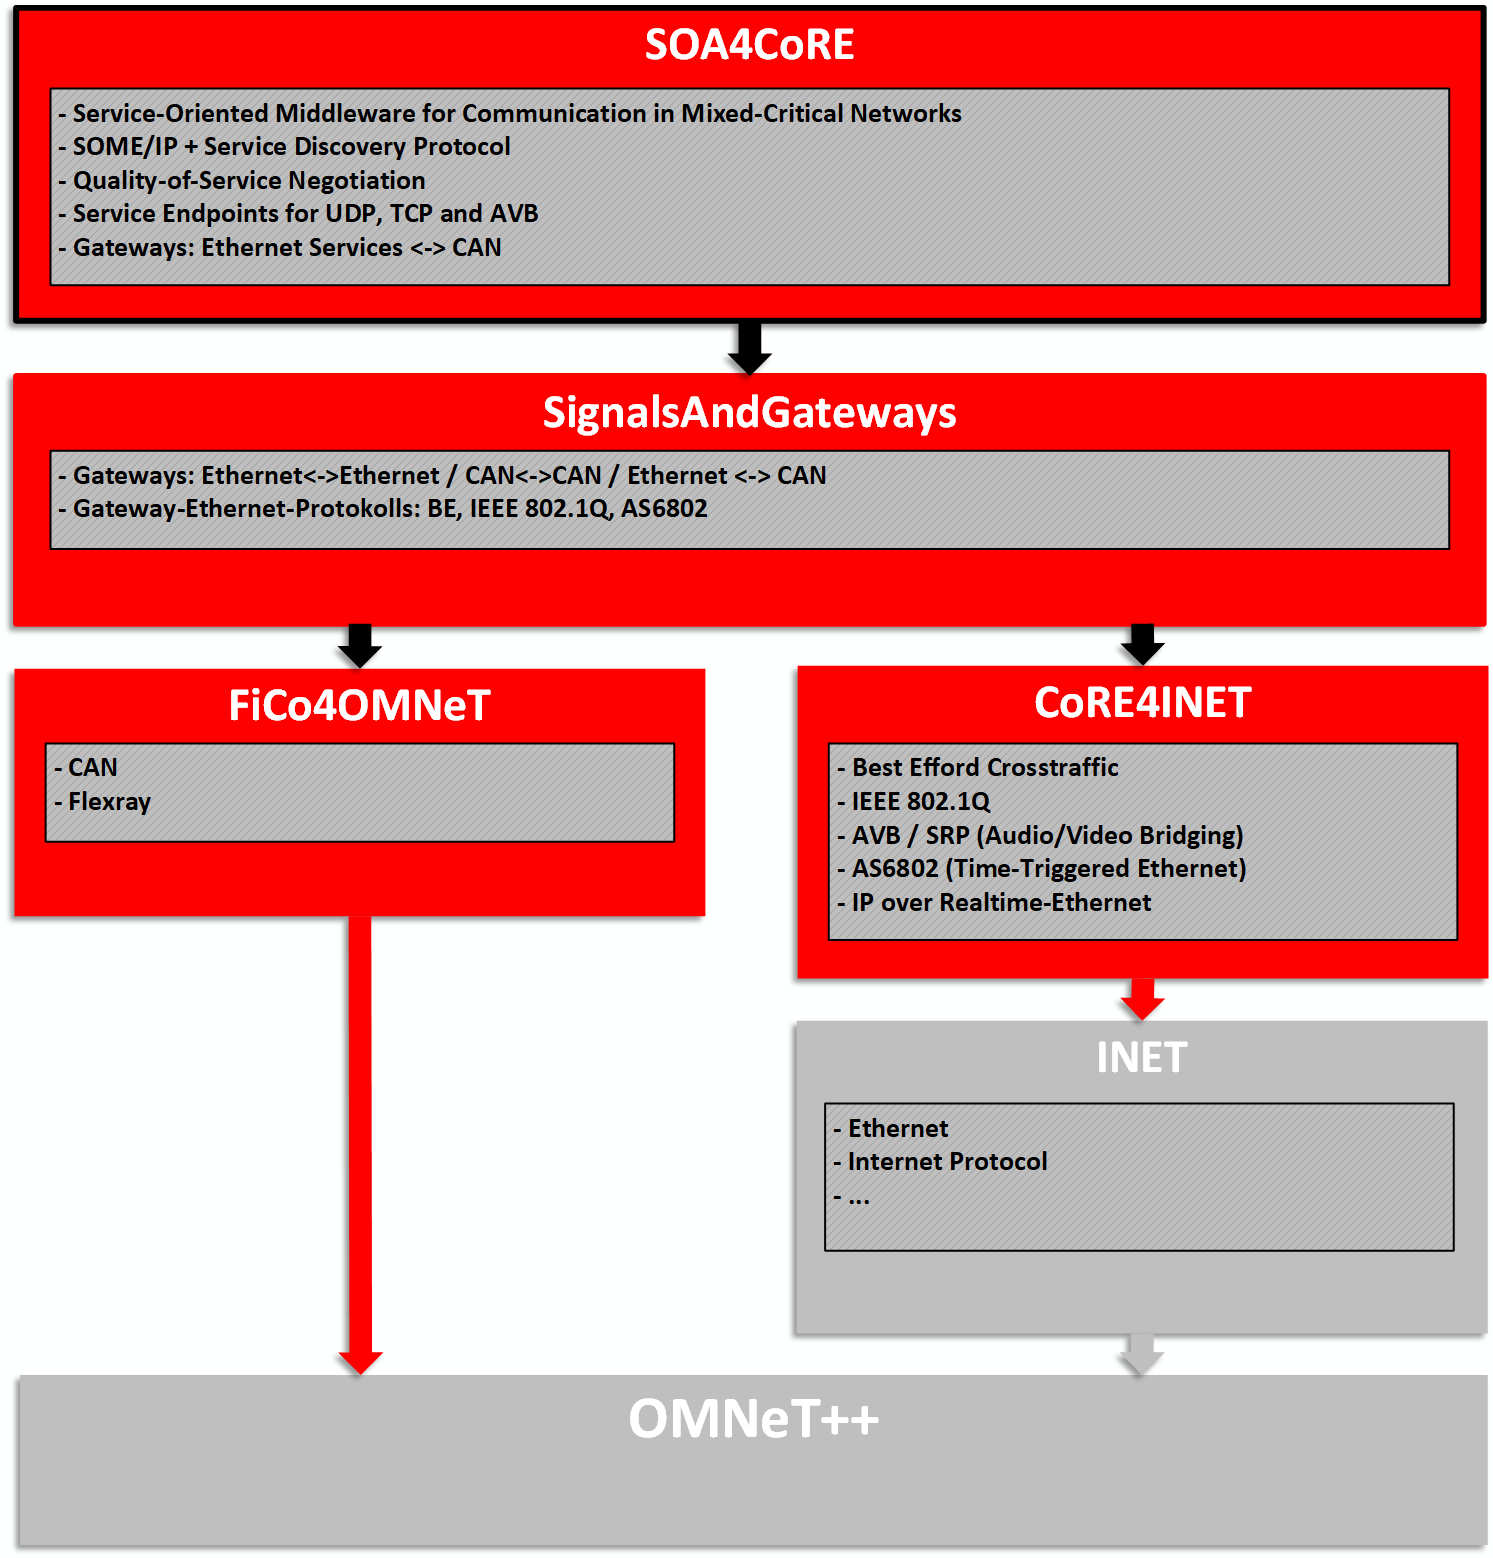 SOA4CoRE
- Service-Oriented Middleware for Communication in Mixed-Critical Networks
- SOME/IP + Service Discovery Protocol
- Quality-of-Service Negotiation
- Service Endpoints for UDP, TCP and AVB
- Gateways: Ethernet Services <-> CAN
SignalsAndGateways
- Gateways: Ethernet<->Ethernet / CAN<->CAN / Ethernet <-> CAN
- Gateway-Ethernet-Protokolls: BE, IEEE 802.1Q, AS6802
FiCo4OMNeT
- CAN
- Flexray
CoRE4INET
- Best Efford Crosstraffic
- IEEE 802.1Q
- AVB / SRP (Audio/Video Bridging)
- AS6802 (Time-Triggered Ethernet)
- IP over Realtime-Ethernet
INET
- Ethernet
- Internet Protocol
- ...
OMNeT++